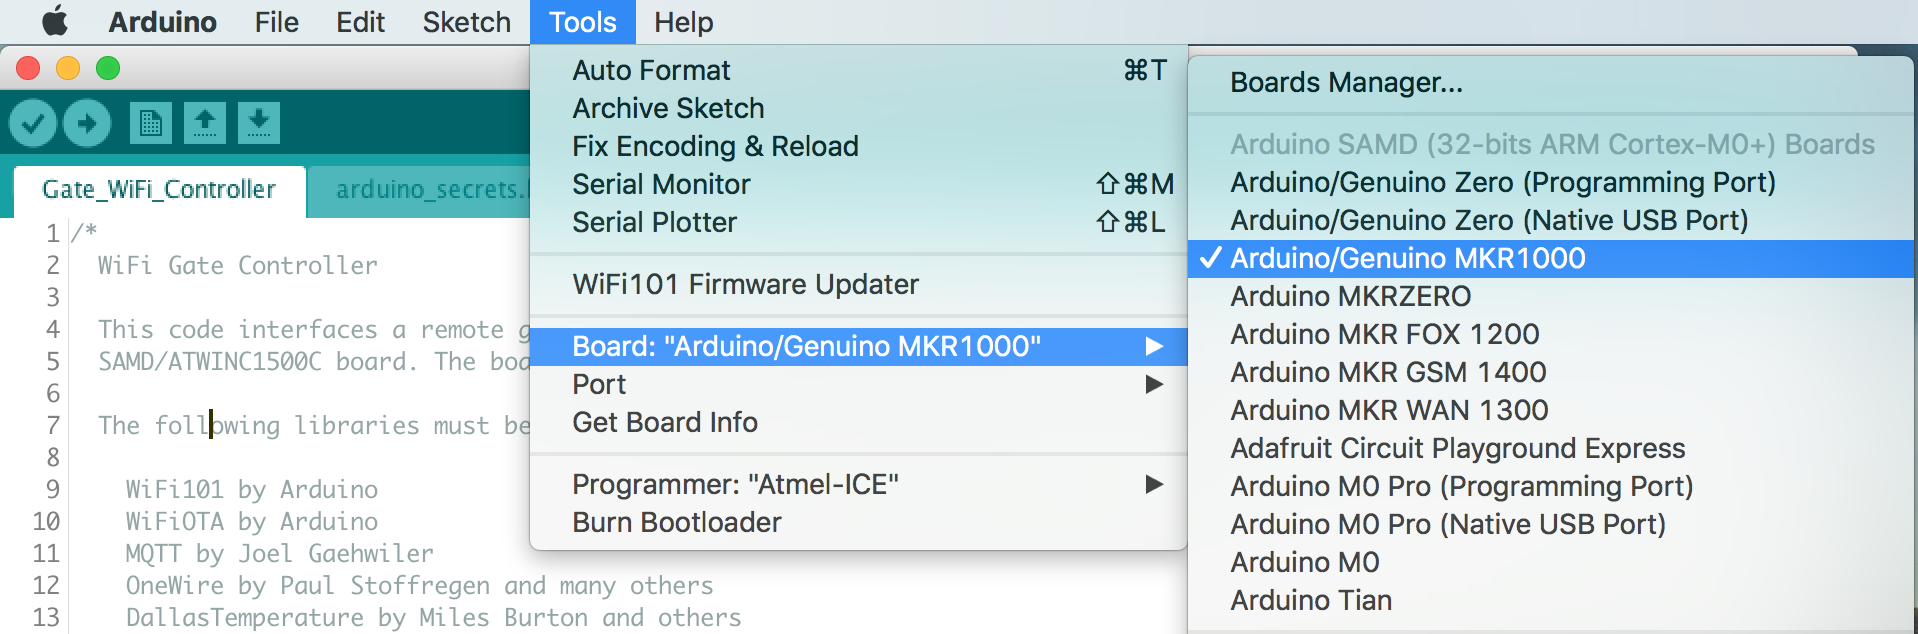 Arduino File Edit Sketch Tools Help
Auto Format ⌘T
Archive Sketch
Fix Encoding & Reload
Serial Monitor ⇧⌘M
Serial Plotter ⇧⌘L
WiFi101 Firmware Updater
Board: "Arduino/Genuino MKR1000"
Port
Get Board Info
Programmer: "Atmel-ICE"
Burn Bootloader
Boards Manager...
Arduino SAMD (32-bits ARM Cortex-M0+) Boards
Arduino/Genuino Zero (Programming Port)
Arduino/Genuino Zero (Native USB Port)
✓ Arduino/Genuino MKR1000
Arduino MKRZERO
Arduino MKR FOX 1200
Arduino MKR GSM 1400
Arduino MKR WAN 1300
Adafruit Circuit Playground Express
Arduino M0 Pro (Programming Port)
Arduino M0 Pro (Native USB Port)
Arduino M0
Arduino Tian
Gate_WiFi_Controller arduino_secrets.
1 /*
2 WiFi Gate Controller
3
4 This code interfaces a remote g
5 SAMD/ATWINC1500C board. The boa
6
7 The following libraries must be
8
9 WiFi101 by Arduino
10 WiFiOTA by Arduino
11 MQTT by Joel Gaehwiler
12 OneWire by Paul Stoffregen and many others
13 DallasTemperature by Miles Burton and others